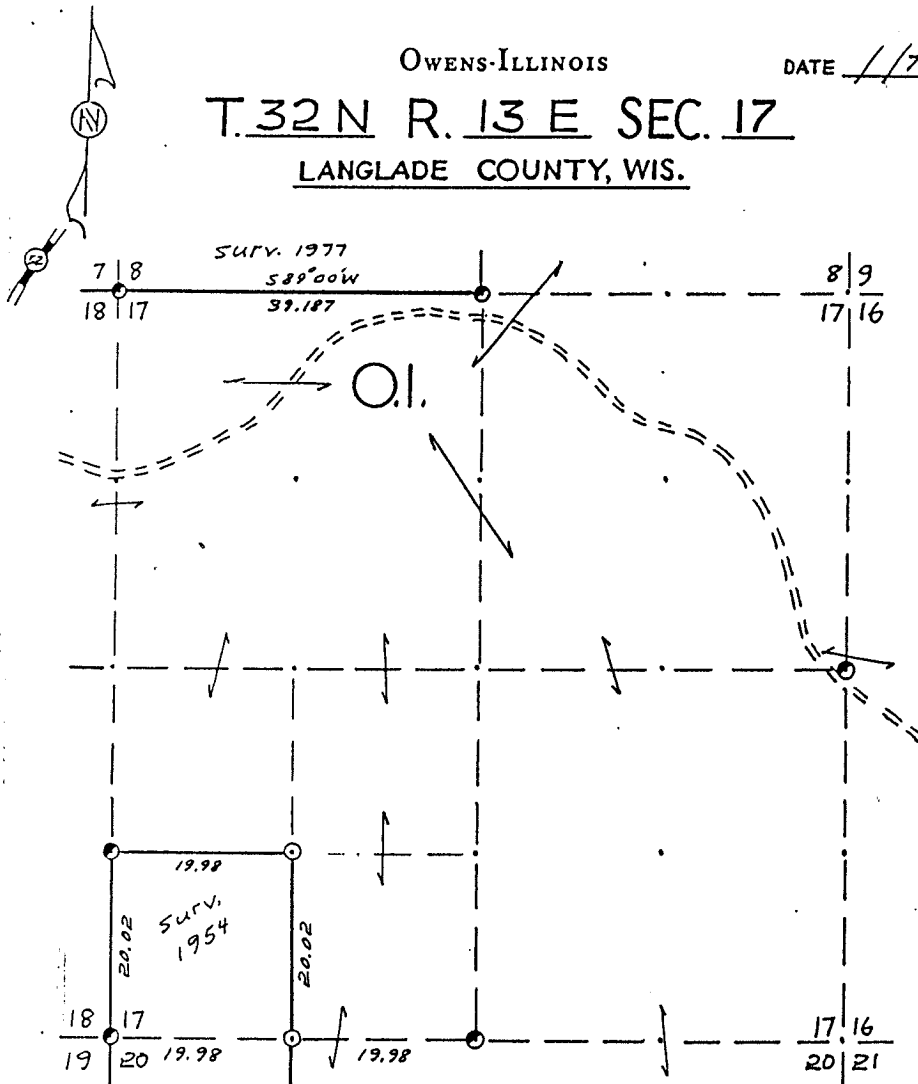 OWENS-ILLINOIS
DATE 1/7
T. 32 N R. 13 E SEC. 17
LANGLADE COUNTY, WIS.
N
surv. 1977
7 8
S89°00'W
8 9
18 17
39.187
17 16
O.I.
19.98
surv.
1954
20.02
20.02
18 17
17 16
19 20 19.98
19.98
20 21